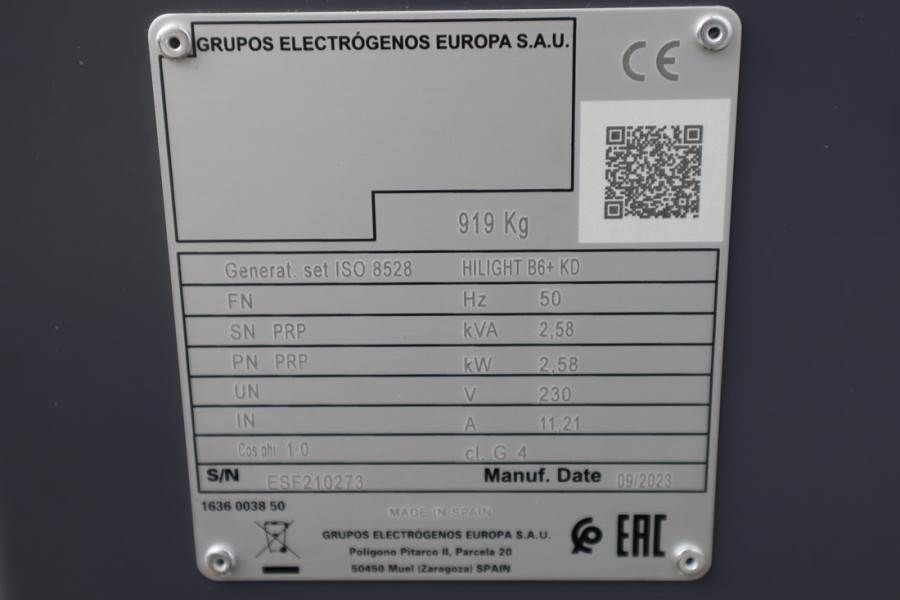 GRUPOS ELECTRÓGENOS EUROPA S.A.U.
CE
919 Kg
Generat. set ISO 8528 HILIGHT B6+ KD
FN Hz 50
SN PRP kVA 2,58
PN PRP kW 2,58
UN V 230
IN A 11,21
Cos phi 1.0 cl. G 4
S/N ESF210273 Manuf. Date 09/2023
1636 0038 50
MADE IN SPAIN
GRUPOS ELECTRÓGENOS EUROPA S.A.U.
Polígono Pitarco II, Parcela 20
50450 Muel (Zaragoza) SPAIN
EAC